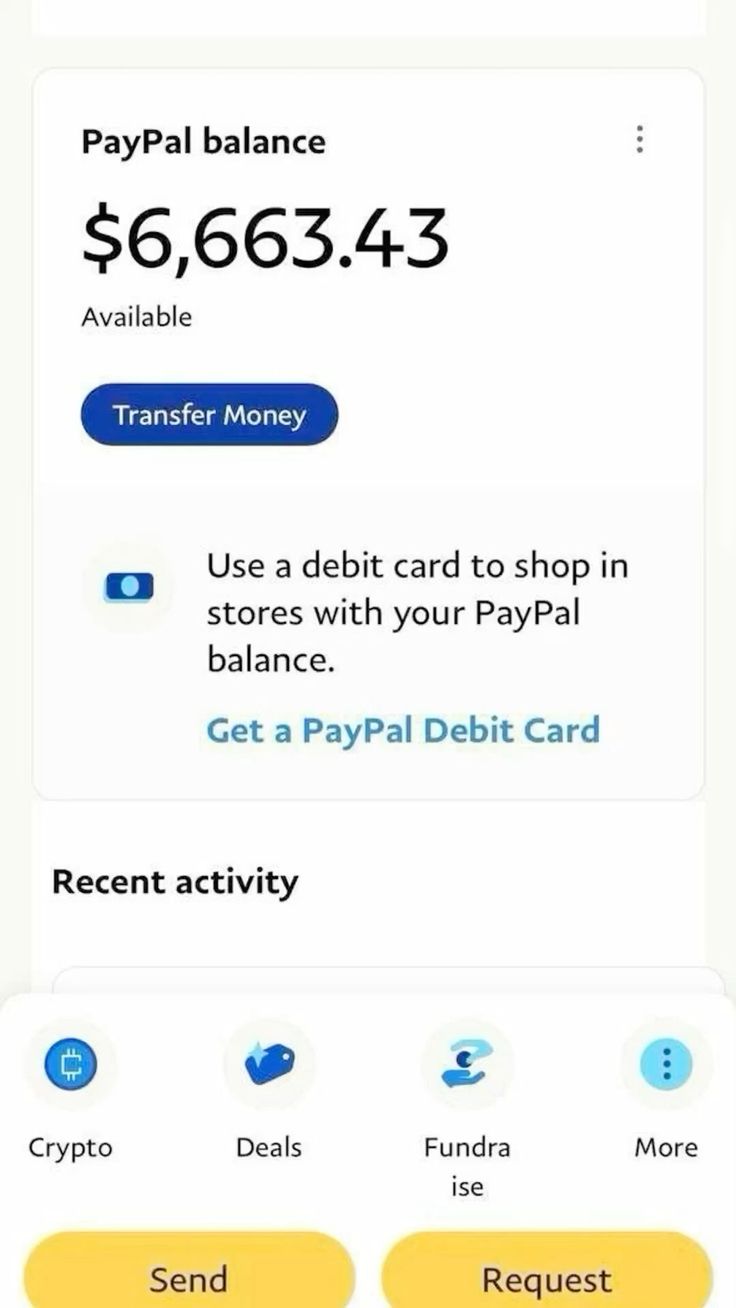 PayPal balance
$6,663.43
Available
Transfer Money
Use a debit card to shop in
stores with your PayPal
balance.
Get a PayPal Debit Card
Recent activity
Crypto
Deals
Fundra
ise
More
Send
Request